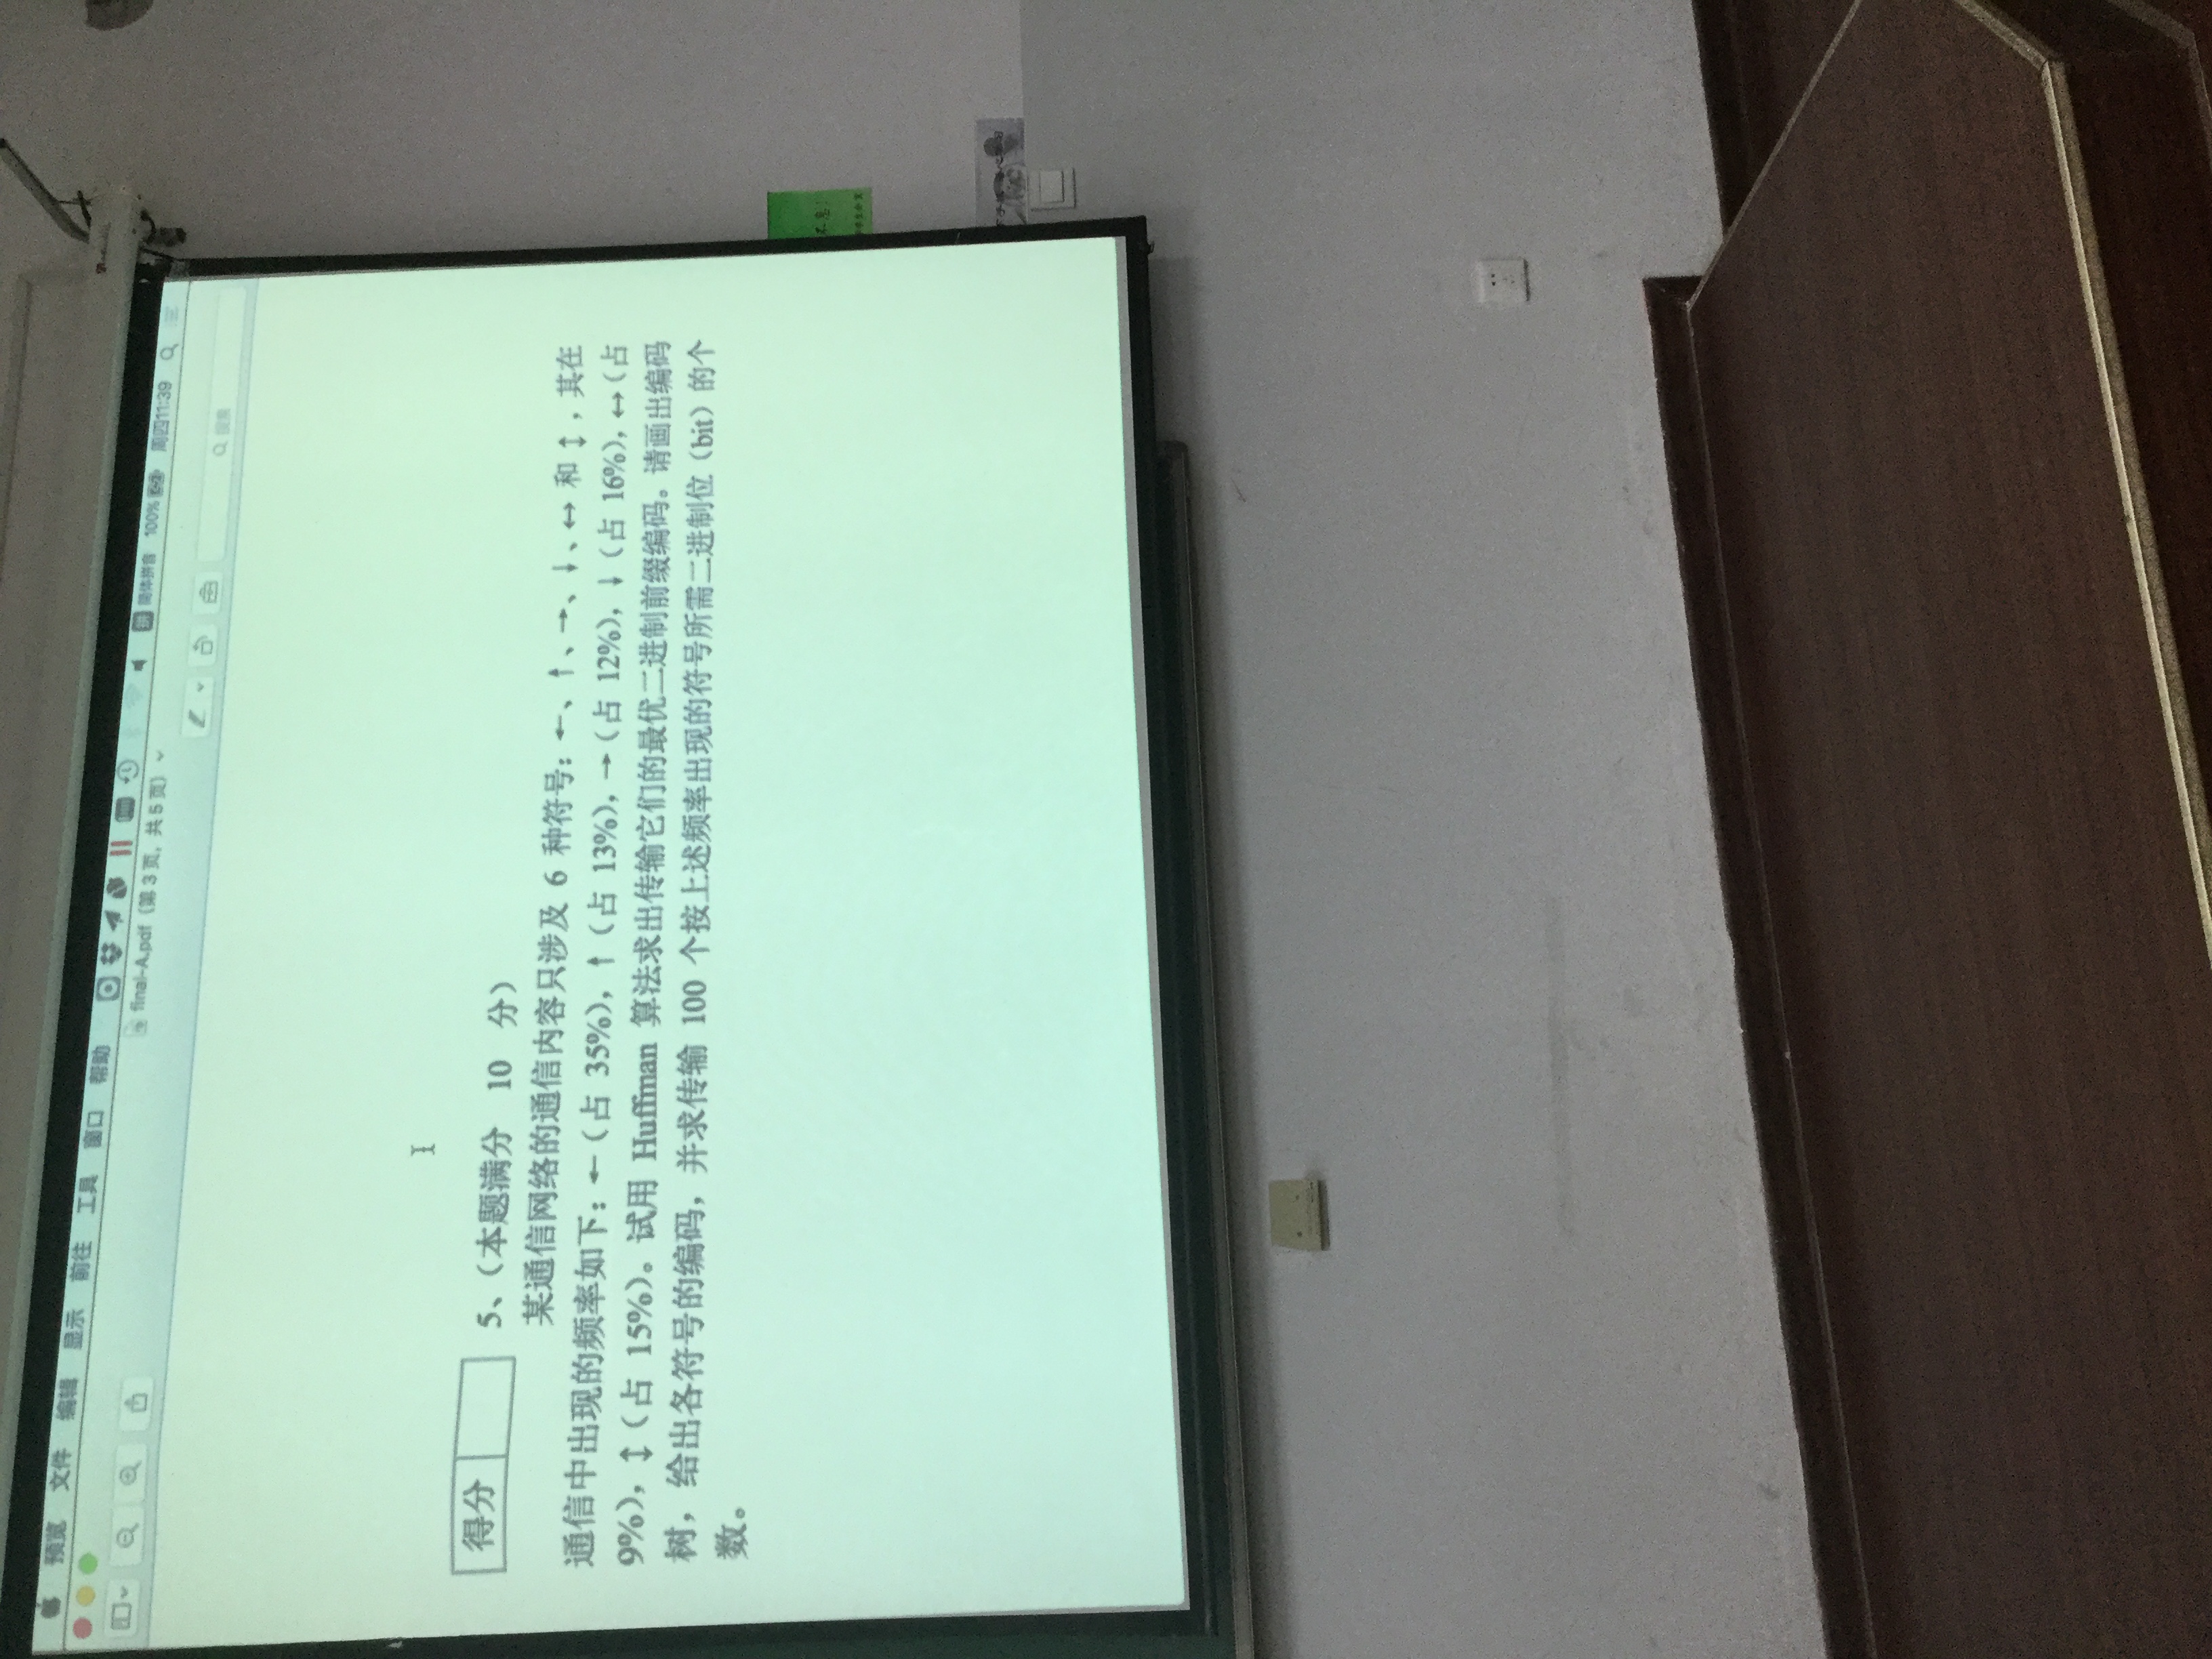 预览 文件 编辑 显示 前往 工具 窗口 帮助 简体拼音 100% 周四11:39
final-A.pdf（第 3 页，共 5 页）
搜索
得分
5、（本题满分 10 分）
某通信网络的通信内容只涉及 6 种符号：←、↑、→、↓、↔ 和 ↕，其在
通信中出现的频率如下：←（占 35%），↑（占 13%），→（占 12%），↓（占 16%），↔（占
9%），↕（占 15%）。试用 Huffman 算法求出传输它们的最优二进制前缀编码。请画出编码
树，给出各符号的编码，并求传输 100 个按上述频率出现的符号所需二进制位（bit）的个
数。
不息！